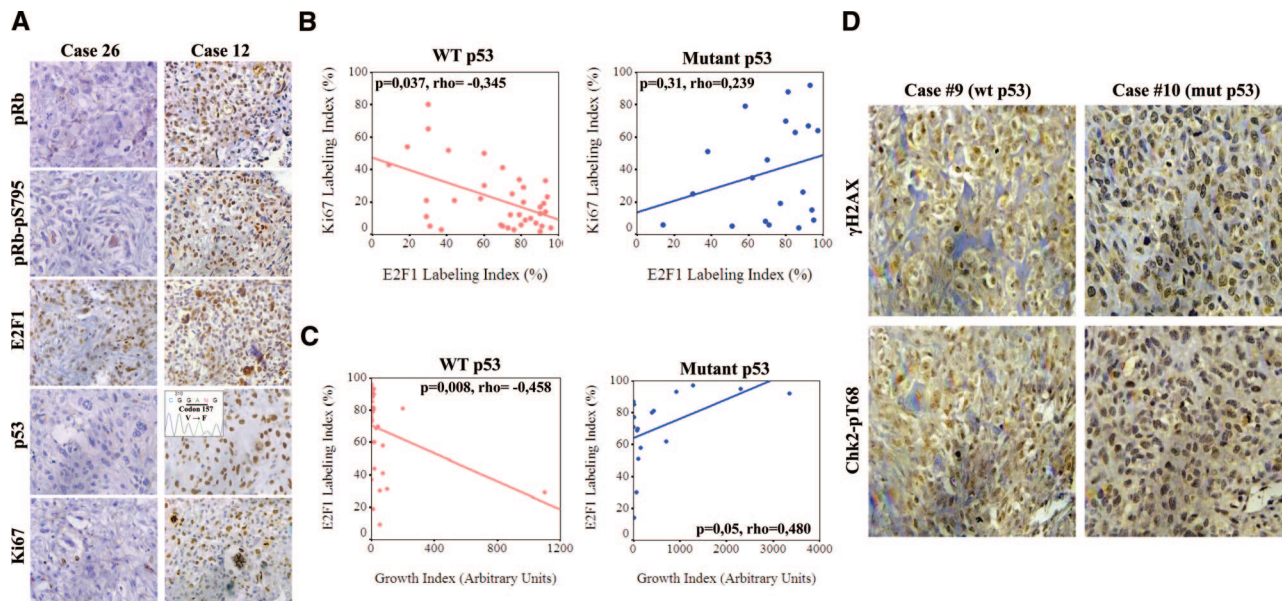 A
Case 26
Case 12
pRb
pRb-pS795
E2F1
p53
Ki67
310
C G G A N G
Codon 157
V → F
B
WT p53
p=0,037, rho= -0,345
Ki67 Labeling Index (%)
100
80
60
40
20
0
0 20 40 60 80 100
E2F1 Labeling Index (%)
Mutant p53
p=0,31, rho=0,239
Ki67 Labeling Index (%)
100
80
60
40
20
0
0 20 40 60 80 100
E2F1 Labeling Index (%)
C
WT p53
p=0,008, rho= -0,458
E2F1 Labeling Index (%)
100
80
60
40
20
0
0 400 800 1200
Growth Index (Arbitrary Units)
Mutant p53
p=0,05, rho=0,480
E2F1 Labeling Index (%)
100
80
60
40
20
0
0 1000 2000 3000 4000
Growth Index (Arbitrary Units)
D
Case #9 (wt p53)
Case #10 (mut p53)
γH2AX
Chk2-pT68